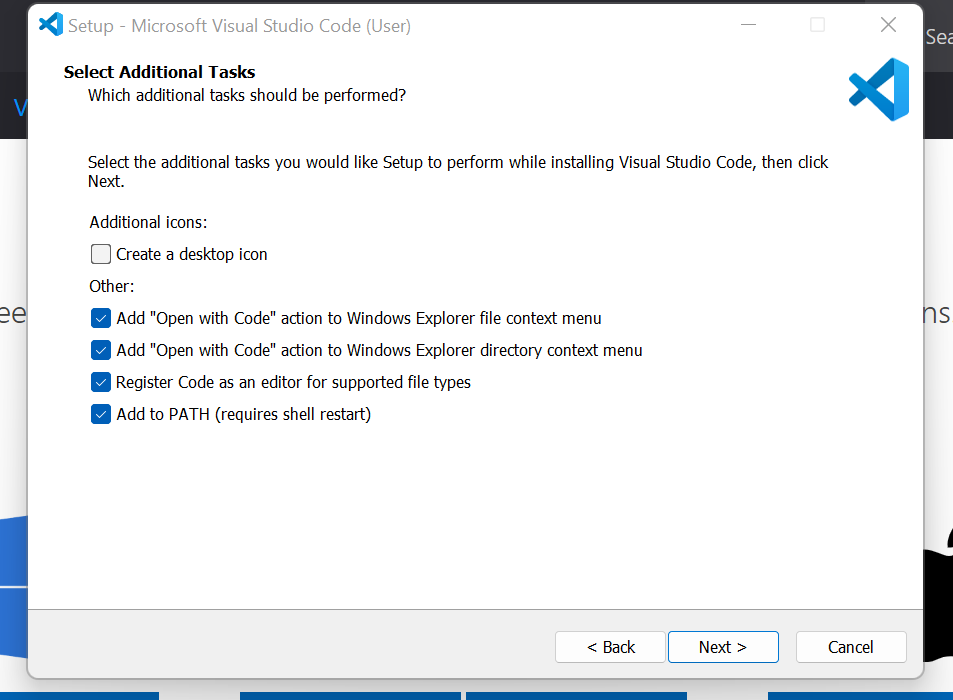 Setup - Microsoft Visual Studio Code (User)
Select Additional Tasks
Which additional tasks should be performed?
Select the additional tasks you would like Setup to perform while installing Visual Studio Code, then click
Next.
Additional icons:
Create a desktop icon
Other:
Add "Open with Code" action to Windows Explorer file context menu
Add "Open with Code" action to Windows Explorer directory context menu
Register Code as an editor for supported file types
Add to PATH (requires shell restart)
< Back
Next >
Cancel